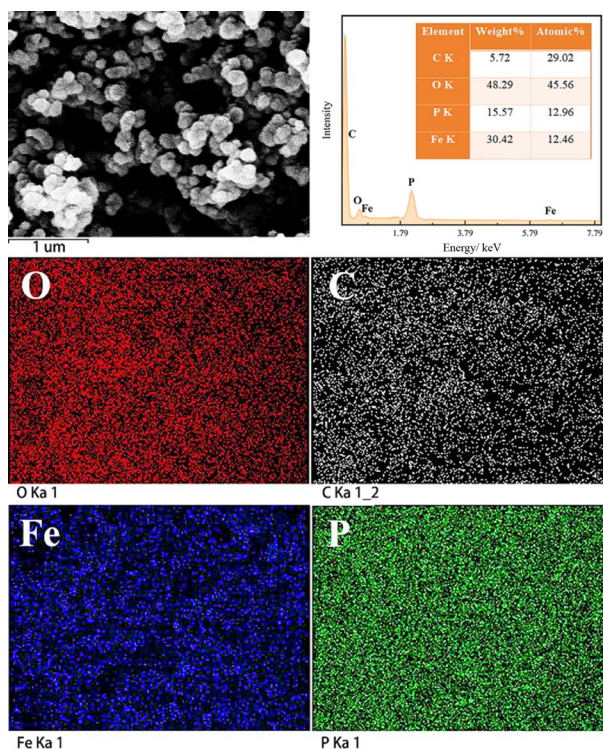 1 um
Element Weight% Atomic%
C K 5.72 29.02
O K 48.29 45.56
P K 15.57 12.96
Fe K 30.42 12.46
Intensity
C
O
Fe
P
Fe
1.79 3.79 5.79 7.79
Energy/ keV
O
O Ka 1
C
C Ka 1_2
Fe
Fe Ka 1
P
P Ka 1